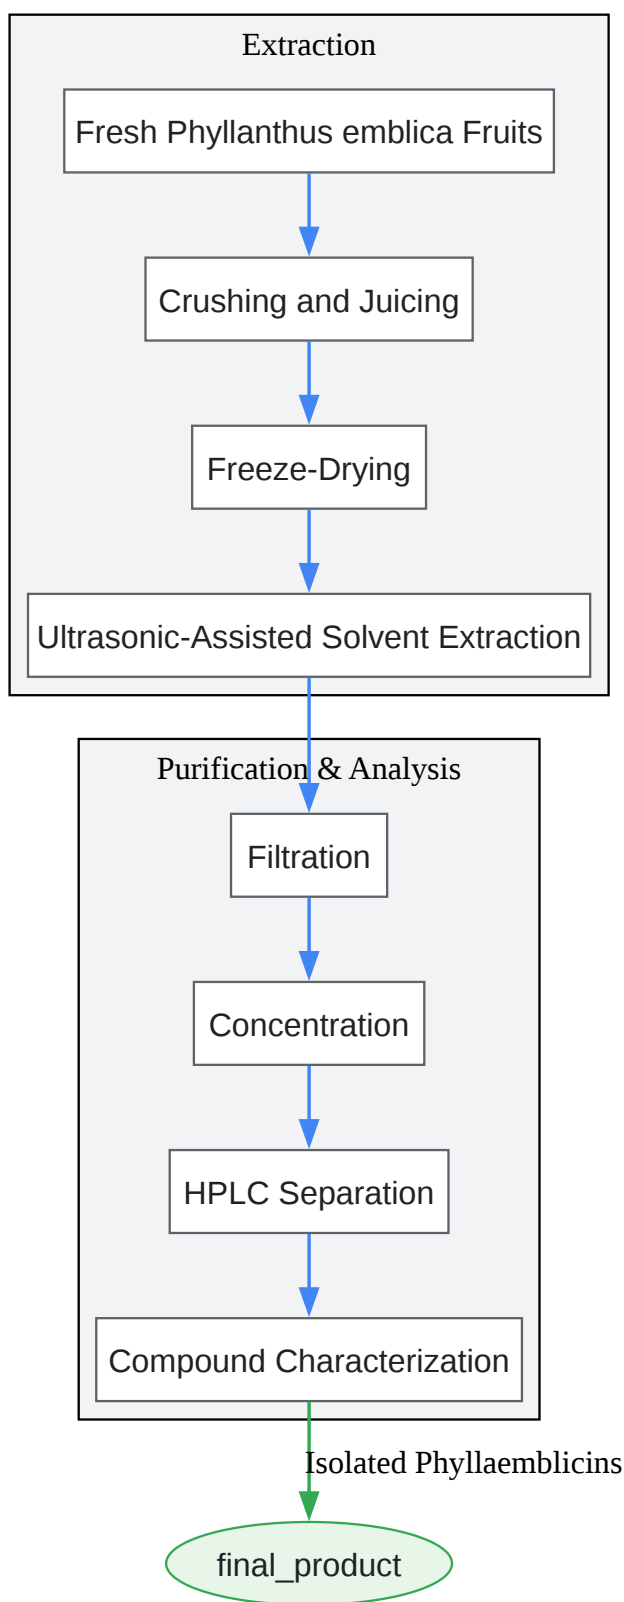 Extraction
Fresh Phyllanthus emblica Fruits
Crushing and Juicing
Freeze-Drying
Ultrasonic-Assisted Solvent Extraction
Purification & Analysis
Filtration
Concentration
HPLC Separation
Compound Characterization
Isolated Phyllaemblicins
final_product